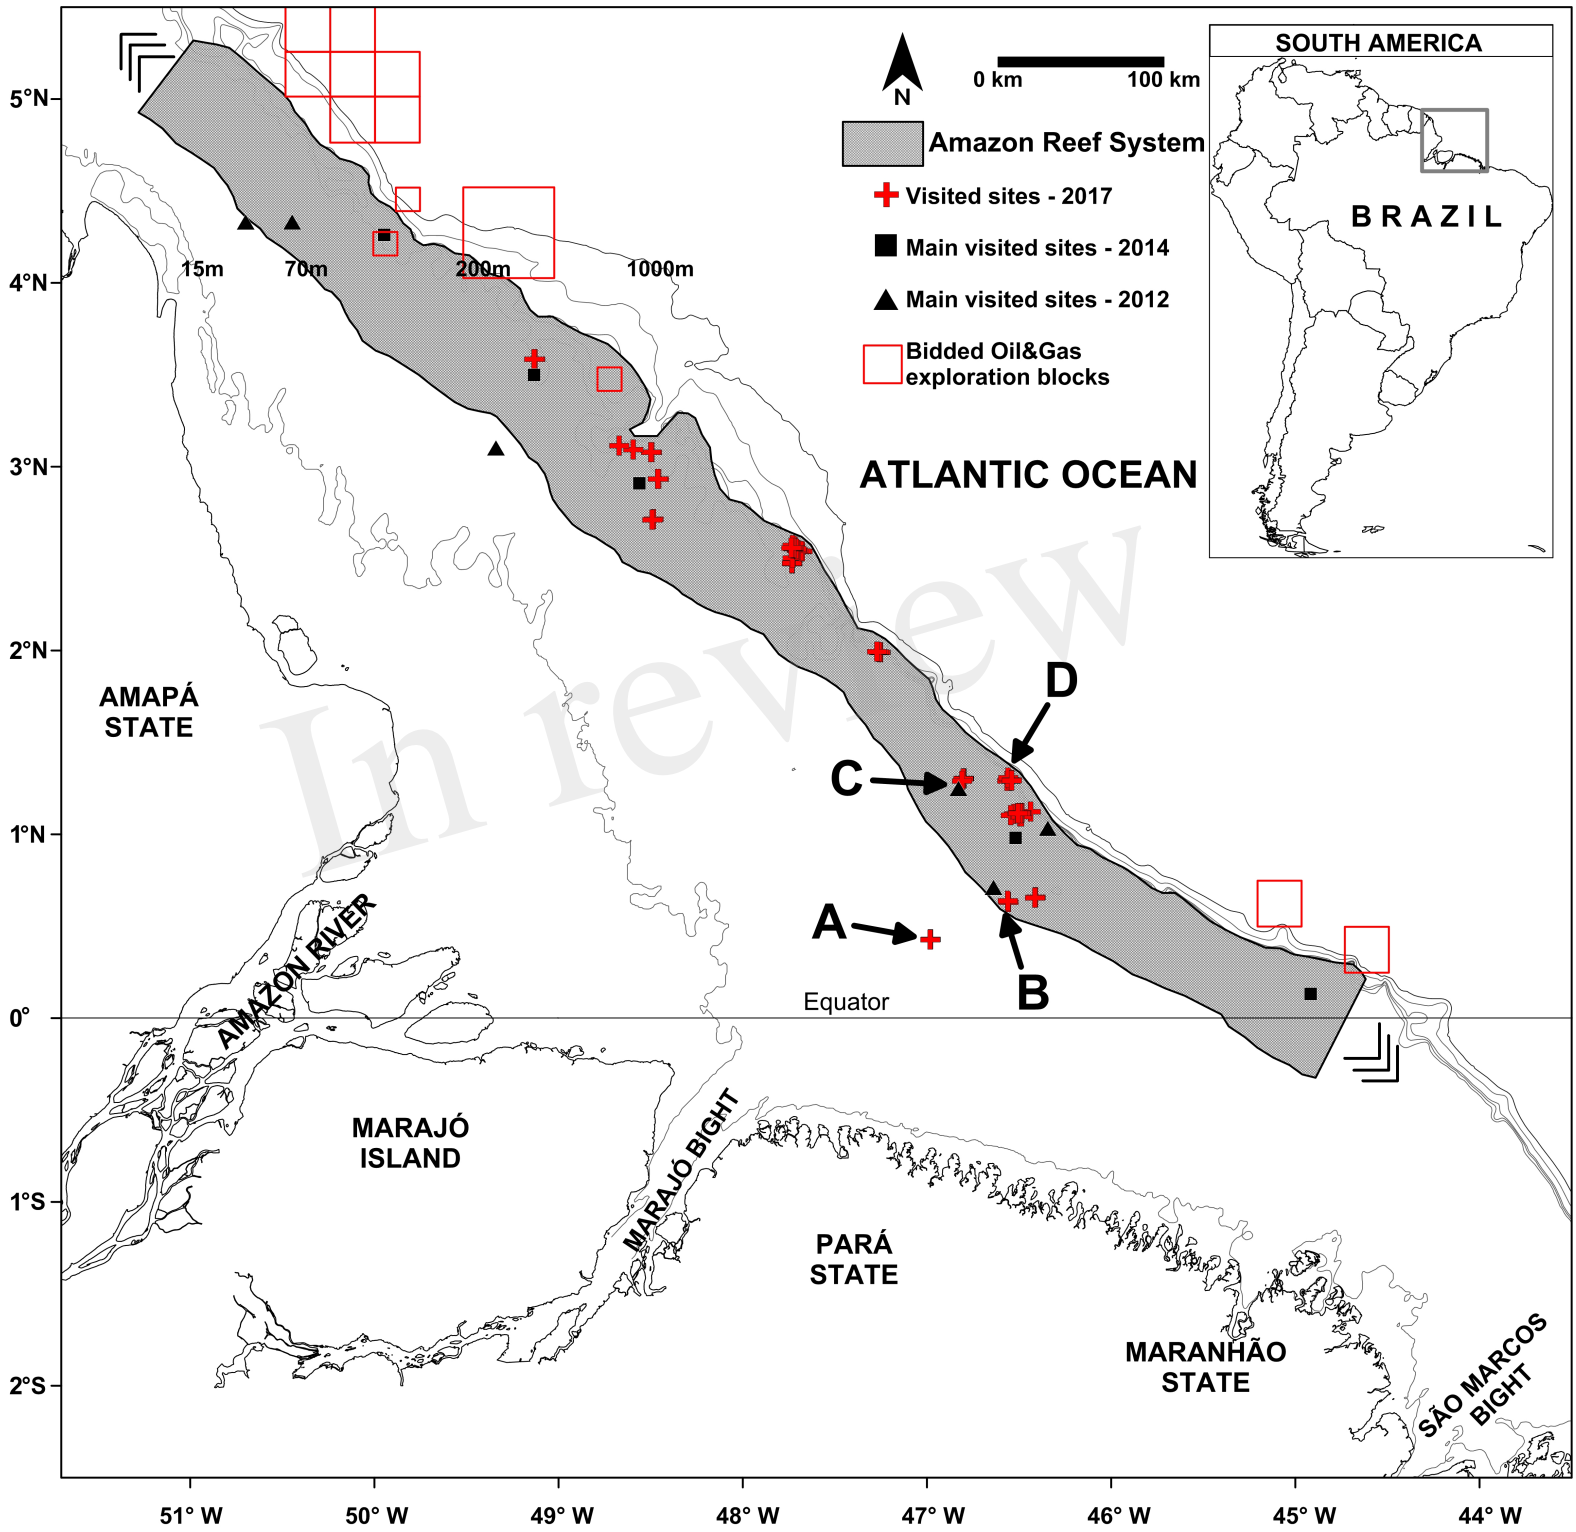 SOUTH AMERICA
BRAZIL
N
0 km
100 km
Amazon Reef System
Visited sites - 2017
Main visited sites - 2014
Main visited sites - 2012
Bidded Oil&Gas
exploration blocks
5°N
4°N
3°N
2°N
1°N
0°
1°S
2°S
15m
70m
200m
1000m
ATLANTIC OCEAN
In review
AMAPÁ
STATE
D
C
A
B
Equator
AMAZON RIVER
MARAJÓ
ISLAND
MARAJÓ BIGHT
PARÁ
STATE
MARANHÃO
STATE
SÃO MARCOS
BIGHT
51° W
50° W
49° W
48° W
47° W
46° W
45° W
44° W